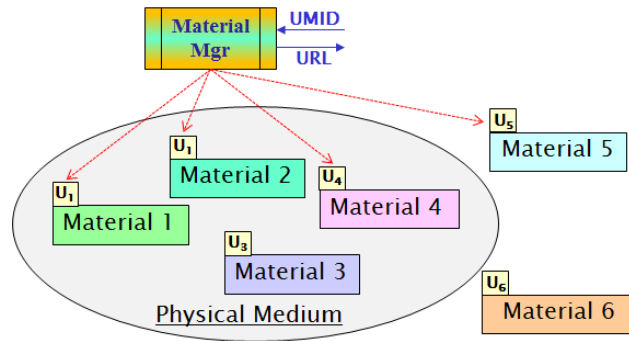 Material
Mgr
UMID
URL
U₅
Material 5
U₁
Material 2
U₄
Material 4
U₁
Material 1
U₃
Material 3
U₆
Material 6
Physical Medium